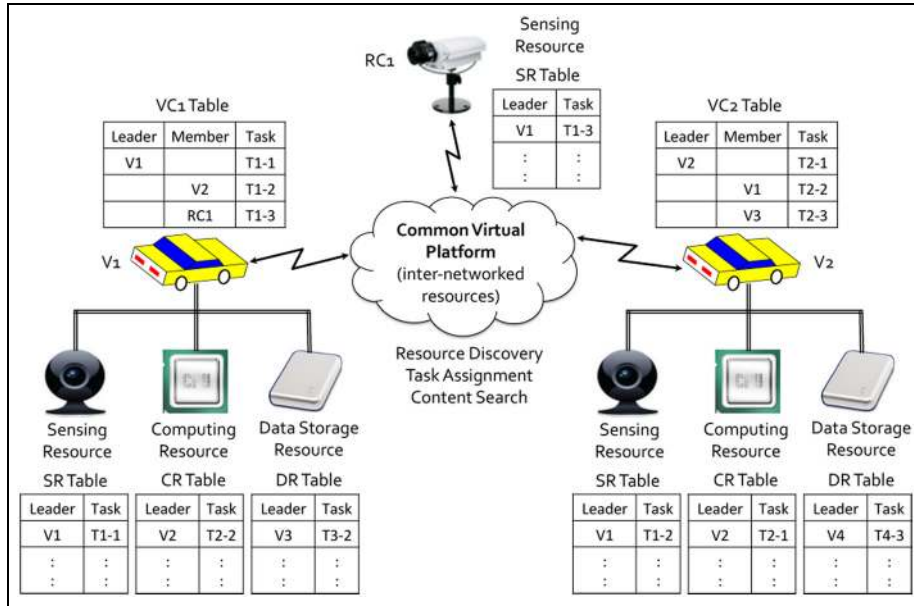 Sensing
Resource
RC1
SR Table
Leader Task
V1 T1-3
: :
: :
VC1 Table
Leader Member Task
V1 T1-1
V2 T1-2
RC1 T1-3
VC2 Table
Leader Member Task
V2 T2-1
V1 T2-2
V3 T2-3
V1
Common Virtual
Platform
(inter-networked
resources)
V2
Resource Discovery
Task Assignment
Content Search
Sensing
Resource
Computing
Resource
Data Storage
Resource
SR Table
Leader Task
V1 T1-1
: :
: :
CR Table
Leader Task
V2 T2-2
: :
: :
DR Table
Leader Task
V3 T3-2
: :
: :
Sensing
Resource
Computing
Resource
Data Storage
Resource
SR Table
Leader Task
V1 T1-2
: :
: :
CR Table
Leader Task
V2 T2-1
: :
: :
DR Table
Leader Task
V4 T4-3
: :
: :